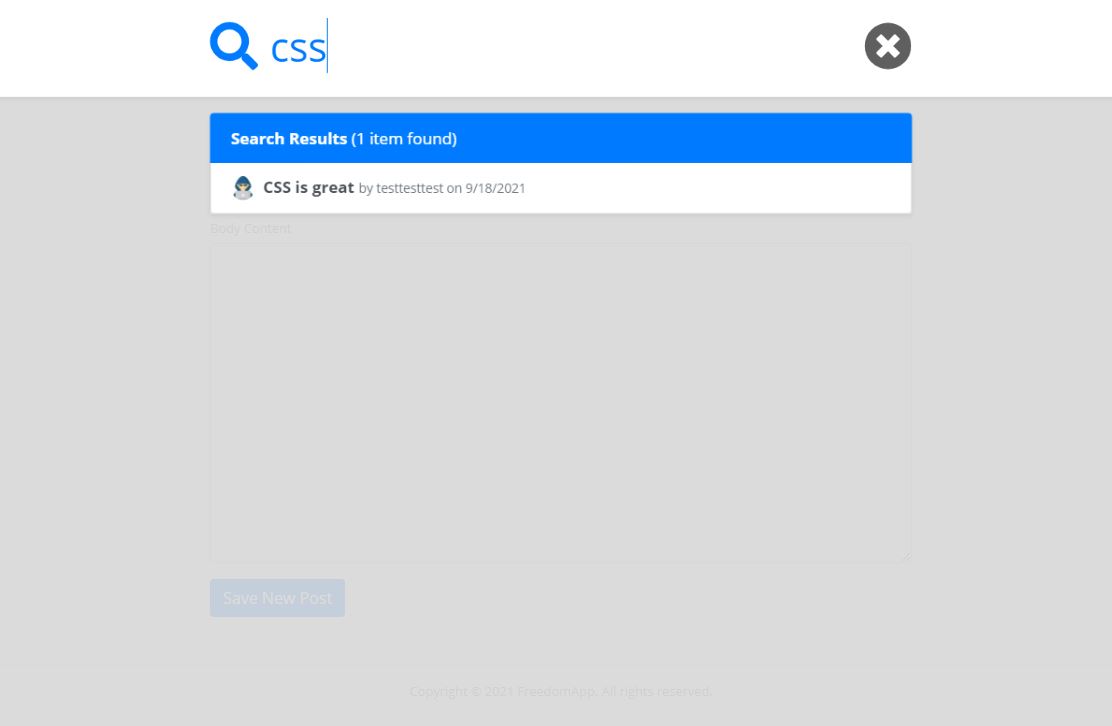 css
Search Results (1 item found)
CSS is great by testtesttest on 9/18/2021
Body Content
Save New Post
Copyright © 2021 FreedomApp. All rights reserved.